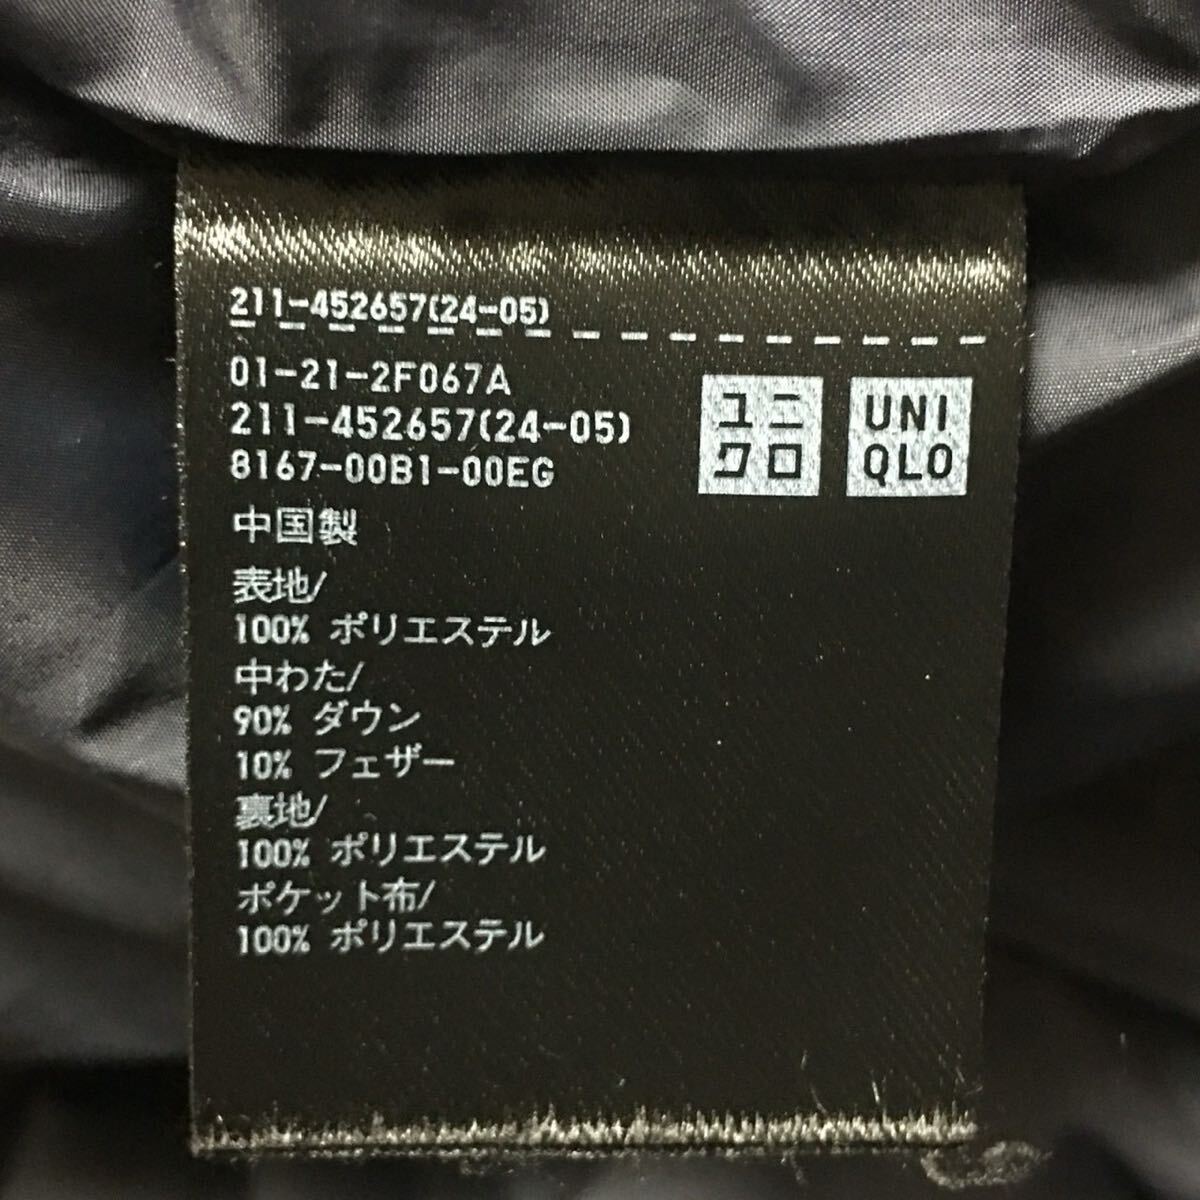 211-452657(24-05)
01-21-2F067A
211-452657(24-05)
8167-00B1-00EG
ユニ
クロ
UNI
QLO
中国製
表地/
100% ポリエステル
中わた/
90% ダウン
10% フェザー
裏地/
100% ポリエステル
ポケット布/
100% ポリエステル